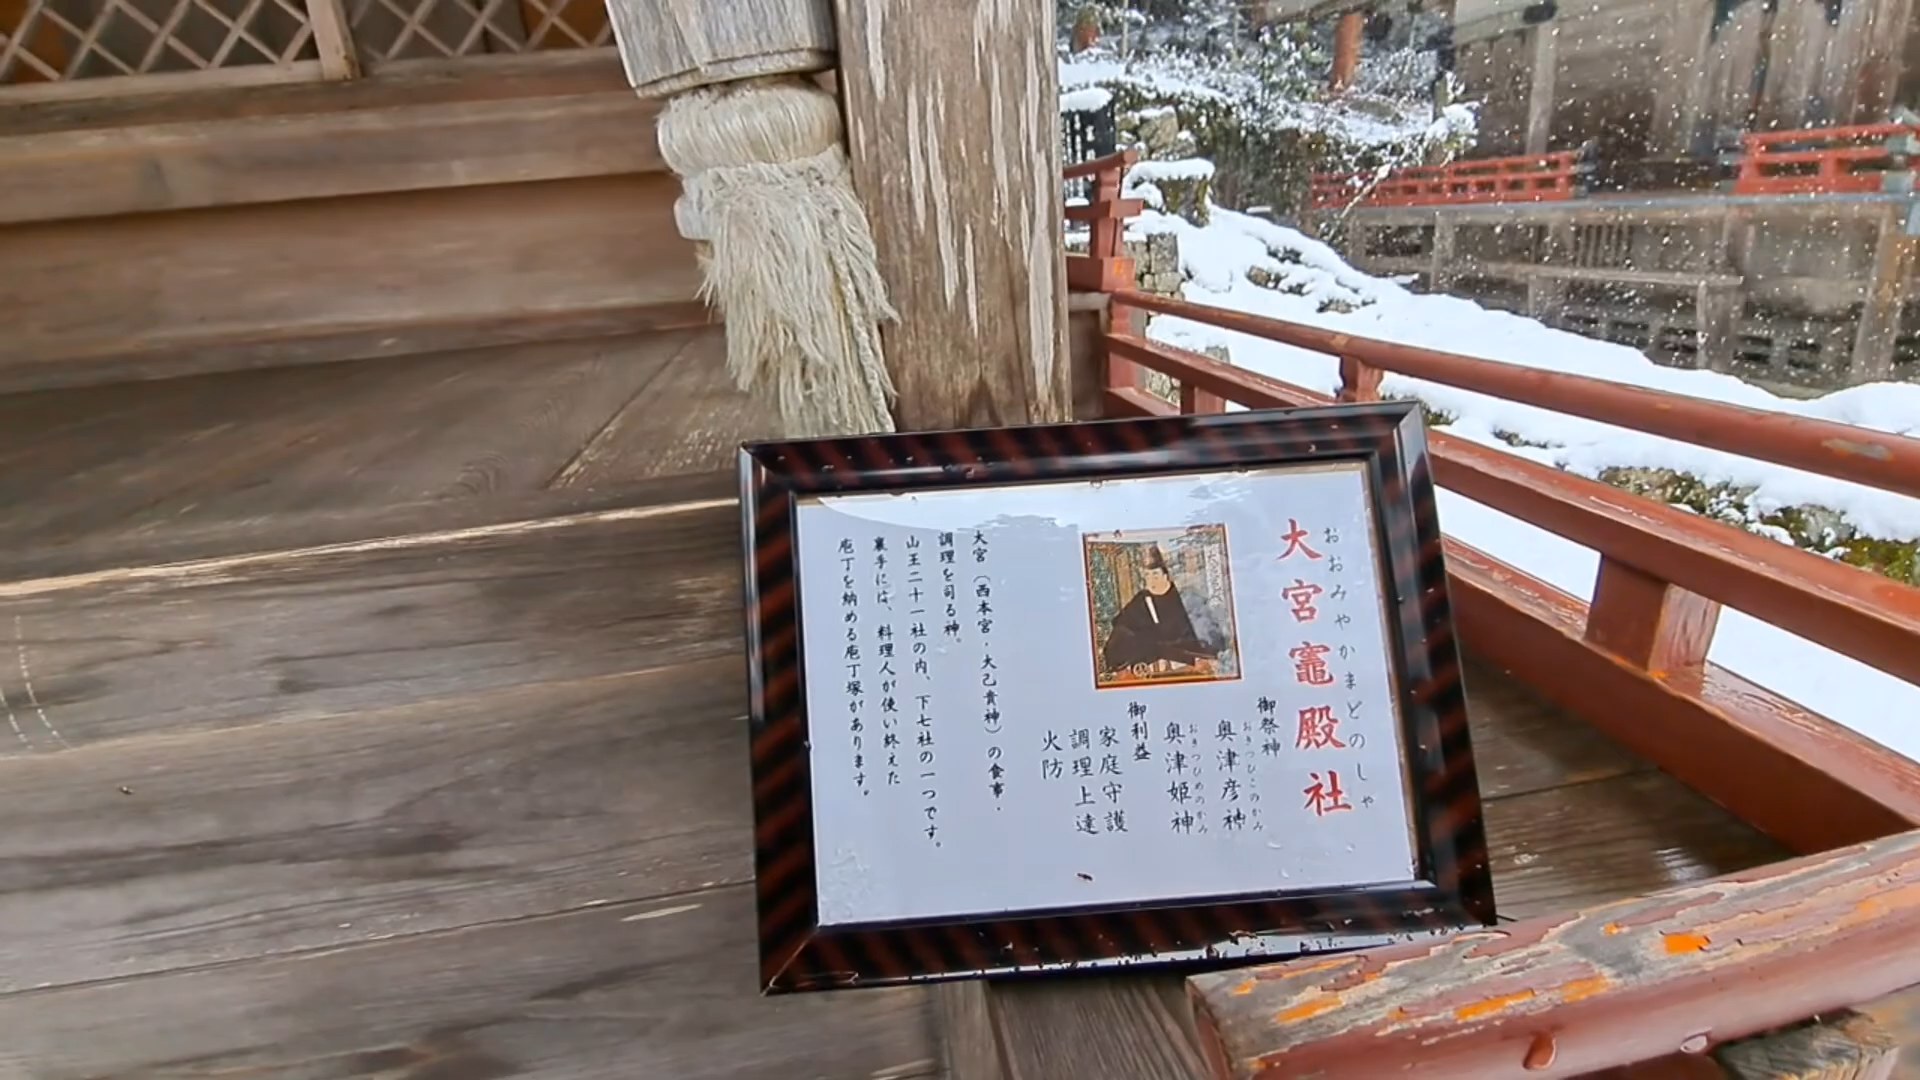 大宮竈殿社
おおみやかまどのしゃ
御祭神
奥津彦神
おきつひこのかみ
奥津姫神
おきつひめのかみ
御利益
家庭守護
調理上達
火防
大宮（西本宮・大己貴神）の食事・
調理を司る神。
山王二十一社の内、下七社の一つです。
裏手には、料理人が使い終えた
庖丁を納める庖丁塚があります。